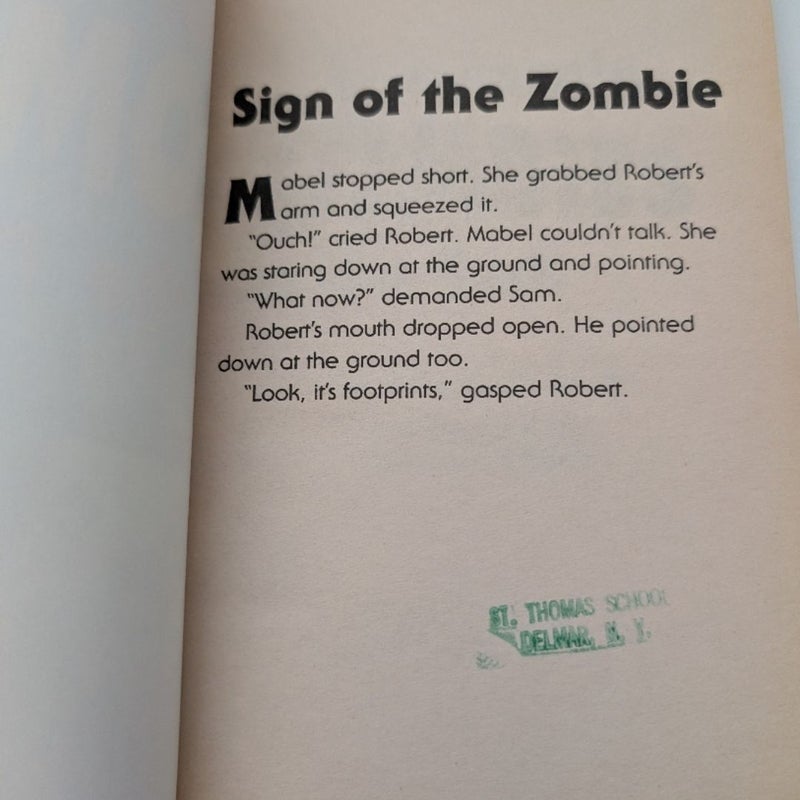 Sign of the Zombie
Mabel stopped short. She grabbed Robert's
arm and squeezed it.
"Ouch!" cried Robert. Mabel couldn't talk. She
was staring down at the ground and pointing.
"What now?" demanded Sam.
Robert's mouth dropped open. He pointed
down at the ground too.
"Look, it's footprints," gasped Robert.
ST. THOMAS SCHOOL
DELMAR, N. Y.